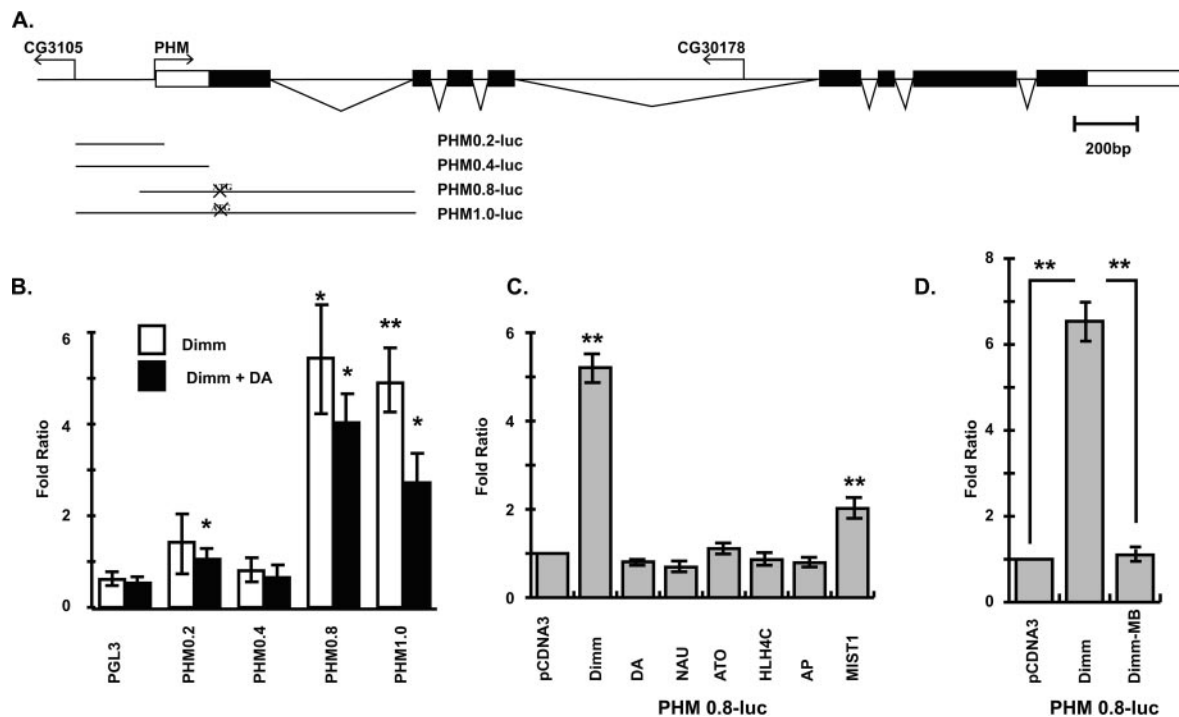 A.
CG3105
PHM
CG30178
200bp
PHM0.2-luc
PHM0.4-luc
ATG
PHM0.8-luc
ATG
PHM1.0-luc
B.
Fold Ratio
6
4
2
0
Dimm
Dimm + DA
*
**
*
*
*
PGL3
PHM0.2
PHM0.4
PHM0.8
PHM1.0
C.
Fold Ratio
6
4
2
0
**
**
pCDNA3
Dimm
DA
NAU
ATO
HLH4C
AP
MIST1
PHM 0.8-luc
D.
Fold Ratio
8
6
4
2
0
**
**
pCDNA3
Dimm
Dimm-MB
PHM 0.8-luc